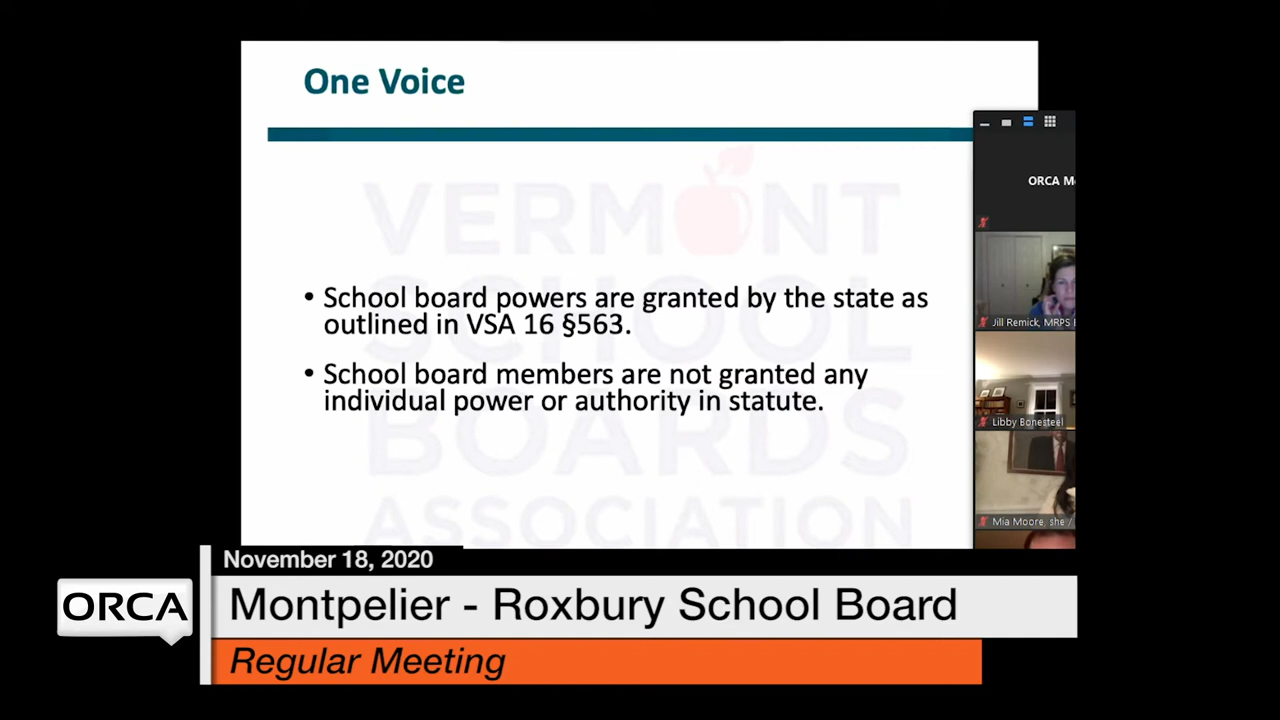 One Voice
VERMONT
SCHOOL
BOARDS
ASSOCIATION
• School board powers are granted by the state as
outlined in VSA 16 §563.
• School board members are not granted any
individual power or authority in statute.
ORCA M
Jill Remick, MRPS
Libby Bonesteel
Mia Moore, she /
November 18, 2020
ORCA
Montpelier - Roxbury School Board
Regular Meeting